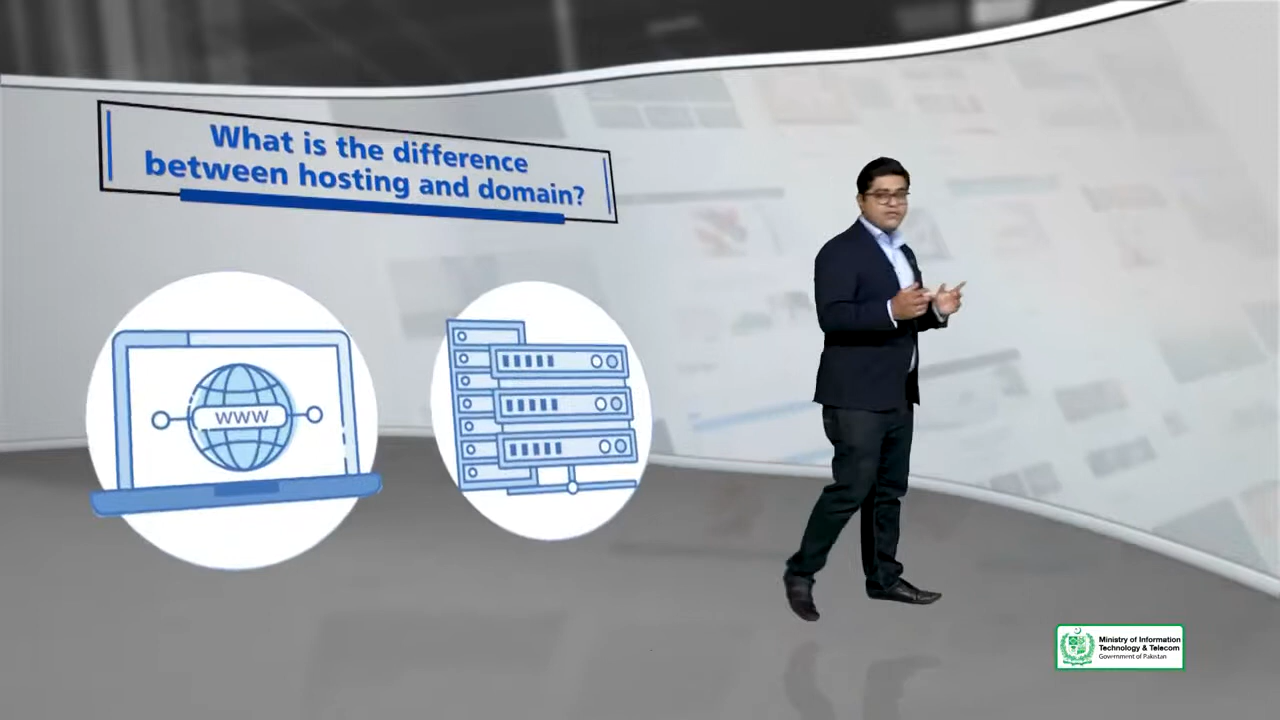 What is the difference
between hosting and domain?
WWW
Ministry of Information
Technology & Telecom
Government of Pakistan